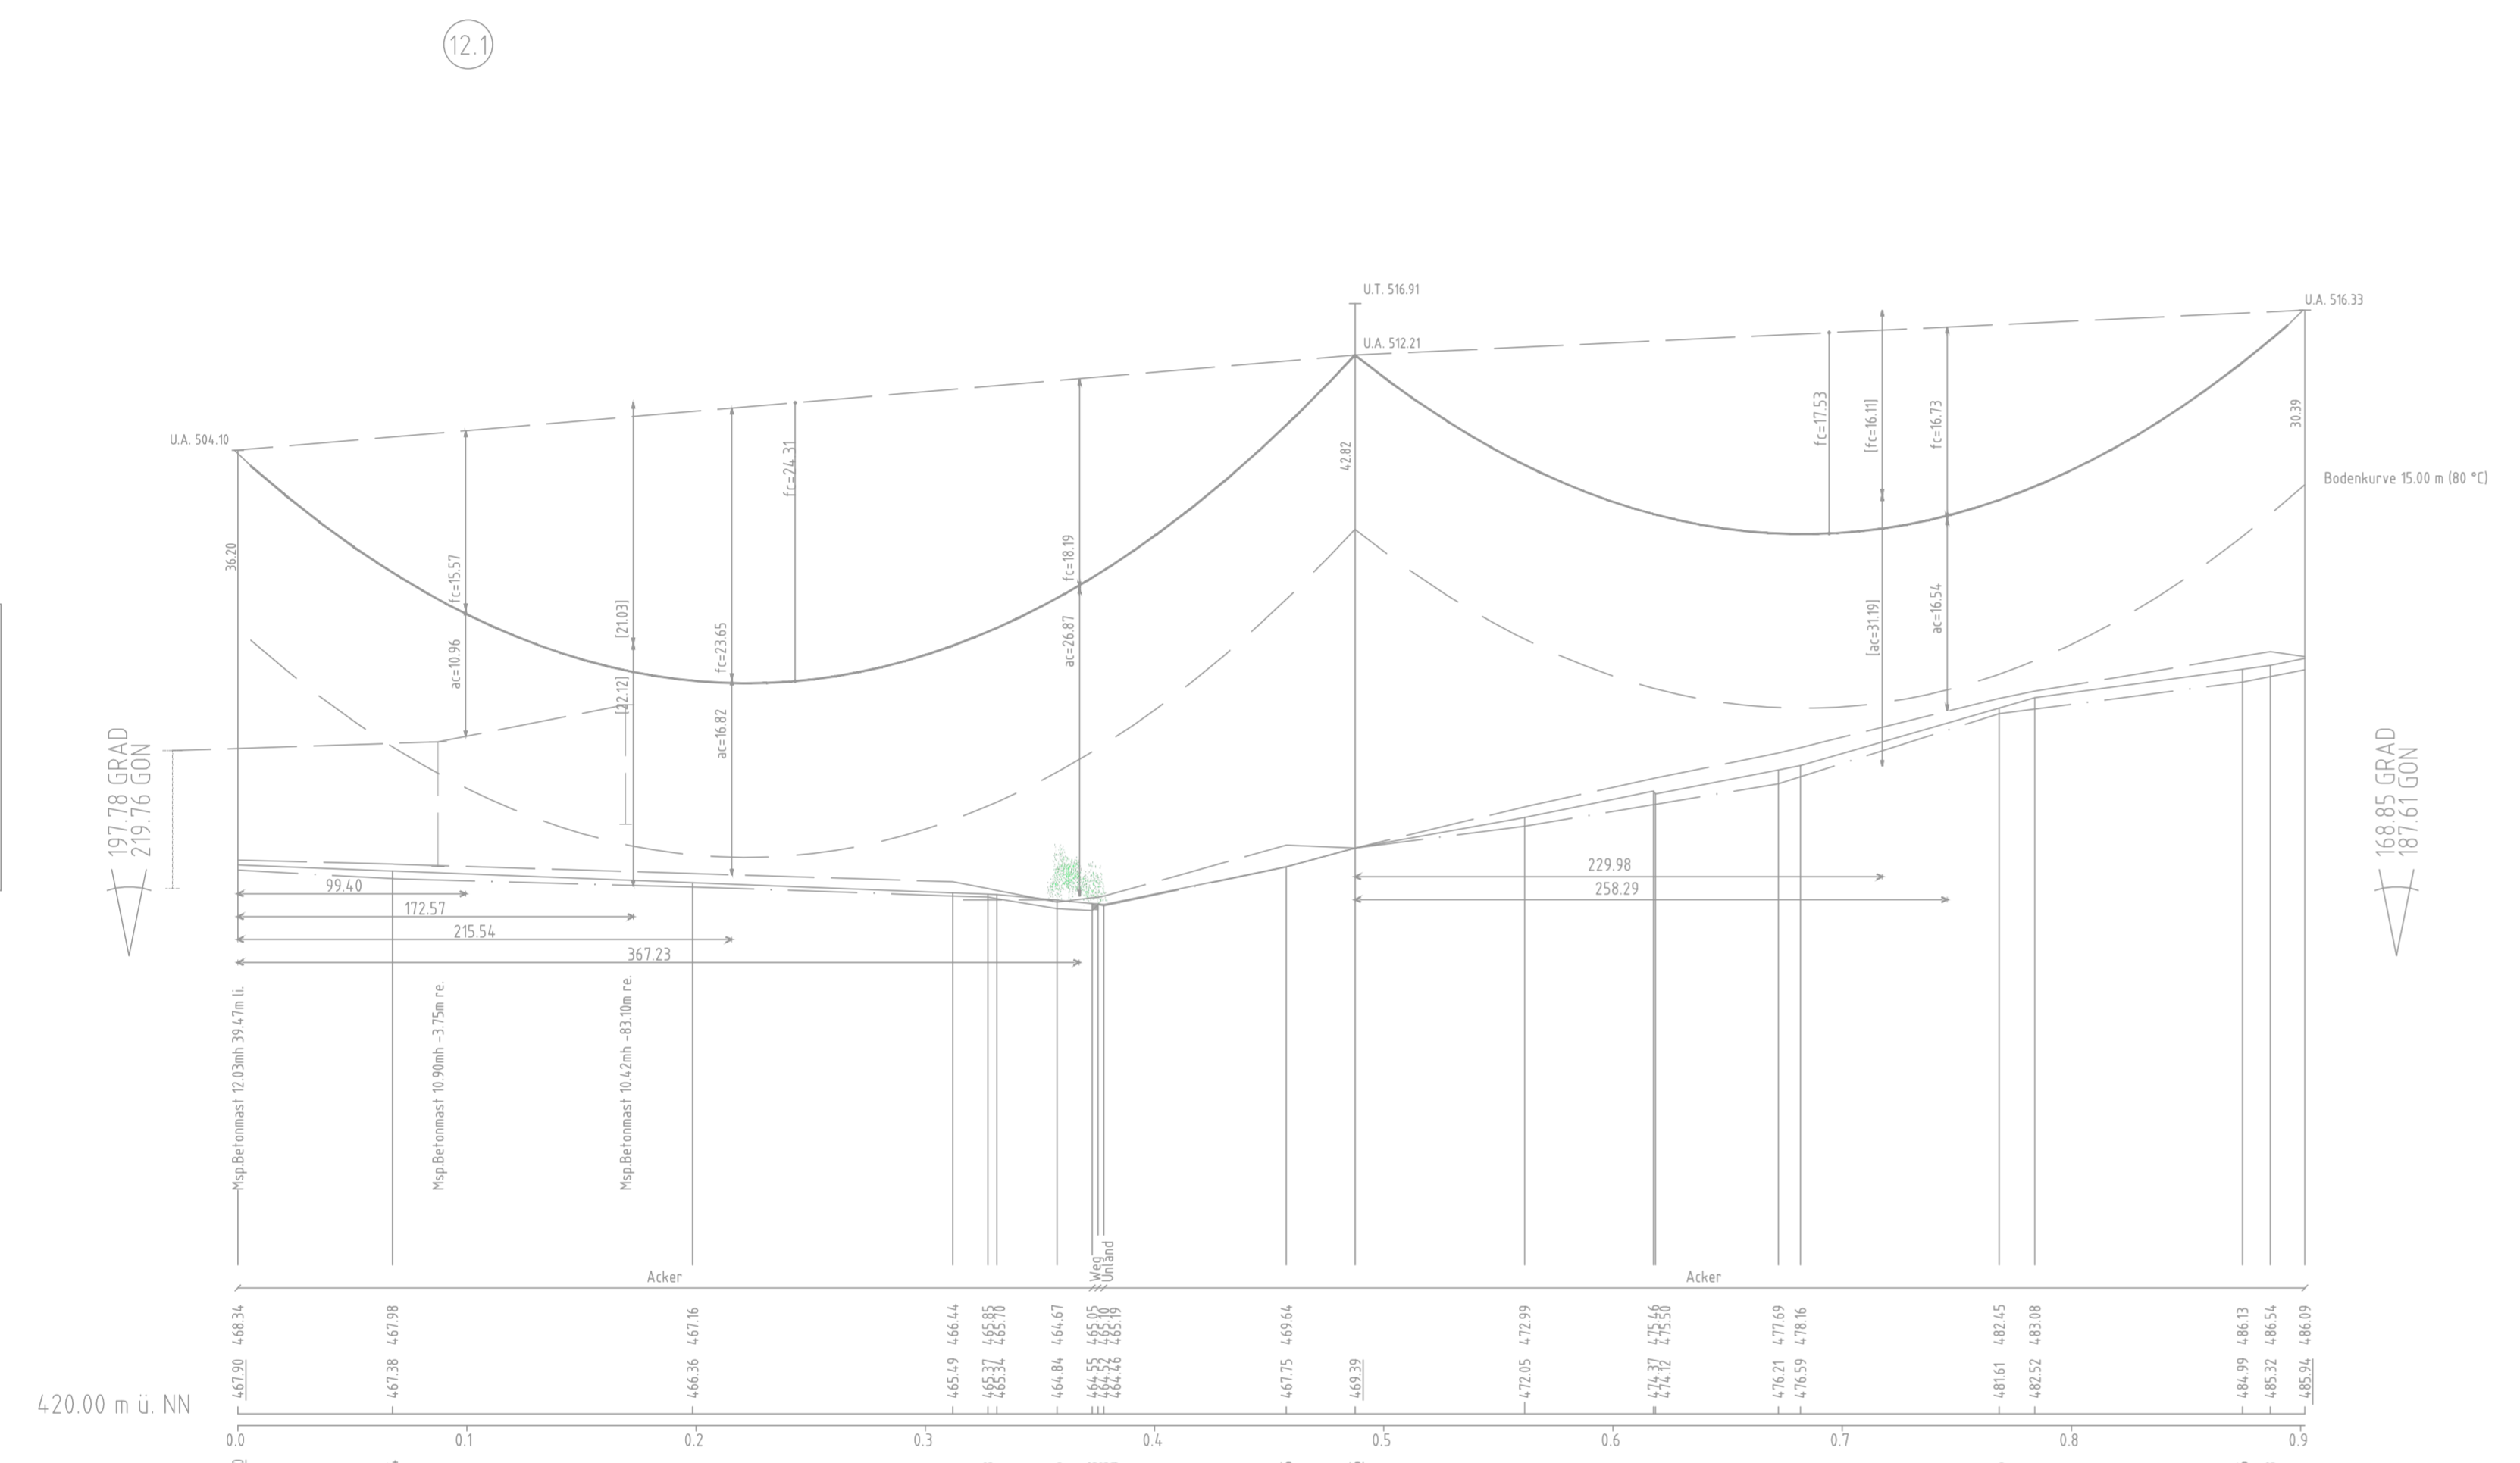 12.1
U.T. 516.91
U.A. 516.33
U.A. 512.21
U.A. 504.10
36.20
fc=15.57
ac=10.96
[21.03]
[22.12]
fc=23.65
ac=16.82
fc=24.31
fc=18.19
ac=26.87
42.82
fc=17.53
[fc=16.11]
[ac=31.19]
fc=16.73
ac=16.54
30.39
Bodenkurve 15.00 m (80 °C)
197.78 GRAD
219.76 GON
168.85 GRAD
187.61 GON
99.40
172.57
215.54
367.23
229.98
258.29
Msp.Betonmast 12.03mh 39.47m li.
Msp.Betonmast 10.90mh -3.75m re.
Msp.Betonmast 10.42mh -83.10m re.
Acker
Weg
Unland
Acker
468.34
467.98
467.16
466.44
465.85
465.70
464.67
465.05
465.10
465.19
469.64
472.99
475.46
475.50
477.69
478.16
482.45
483.08
486.13
486.54
486.09
467.90
467.38
466.36
465.49
465.37
465.34
464.84
464.55
464.46
467.75
469.39
472.05
474.37
474.12
476.21
476.59
481.61
482.52
484.99
485.32
485.94
420.00 m ü. NN
0.0
0.1
0.2
0.3
0.4
0.5
0.6
0.7
0.8
0.9